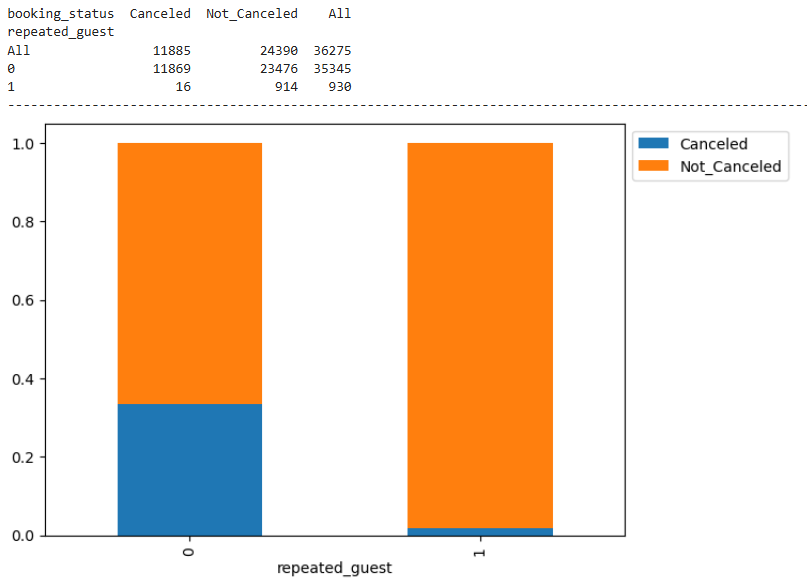 booking_status  Canceled  Not_Canceled    All
repeated_guest
All                11885         24390  36275
0                  11869         23476  35345
1                     16           914    930
------------------------------------------------------------------------------------------------------------------------
1.0
0.8
0.6
0.4
0.2
0.0
0
1
repeated_guest
Canceled
Not_Canceled